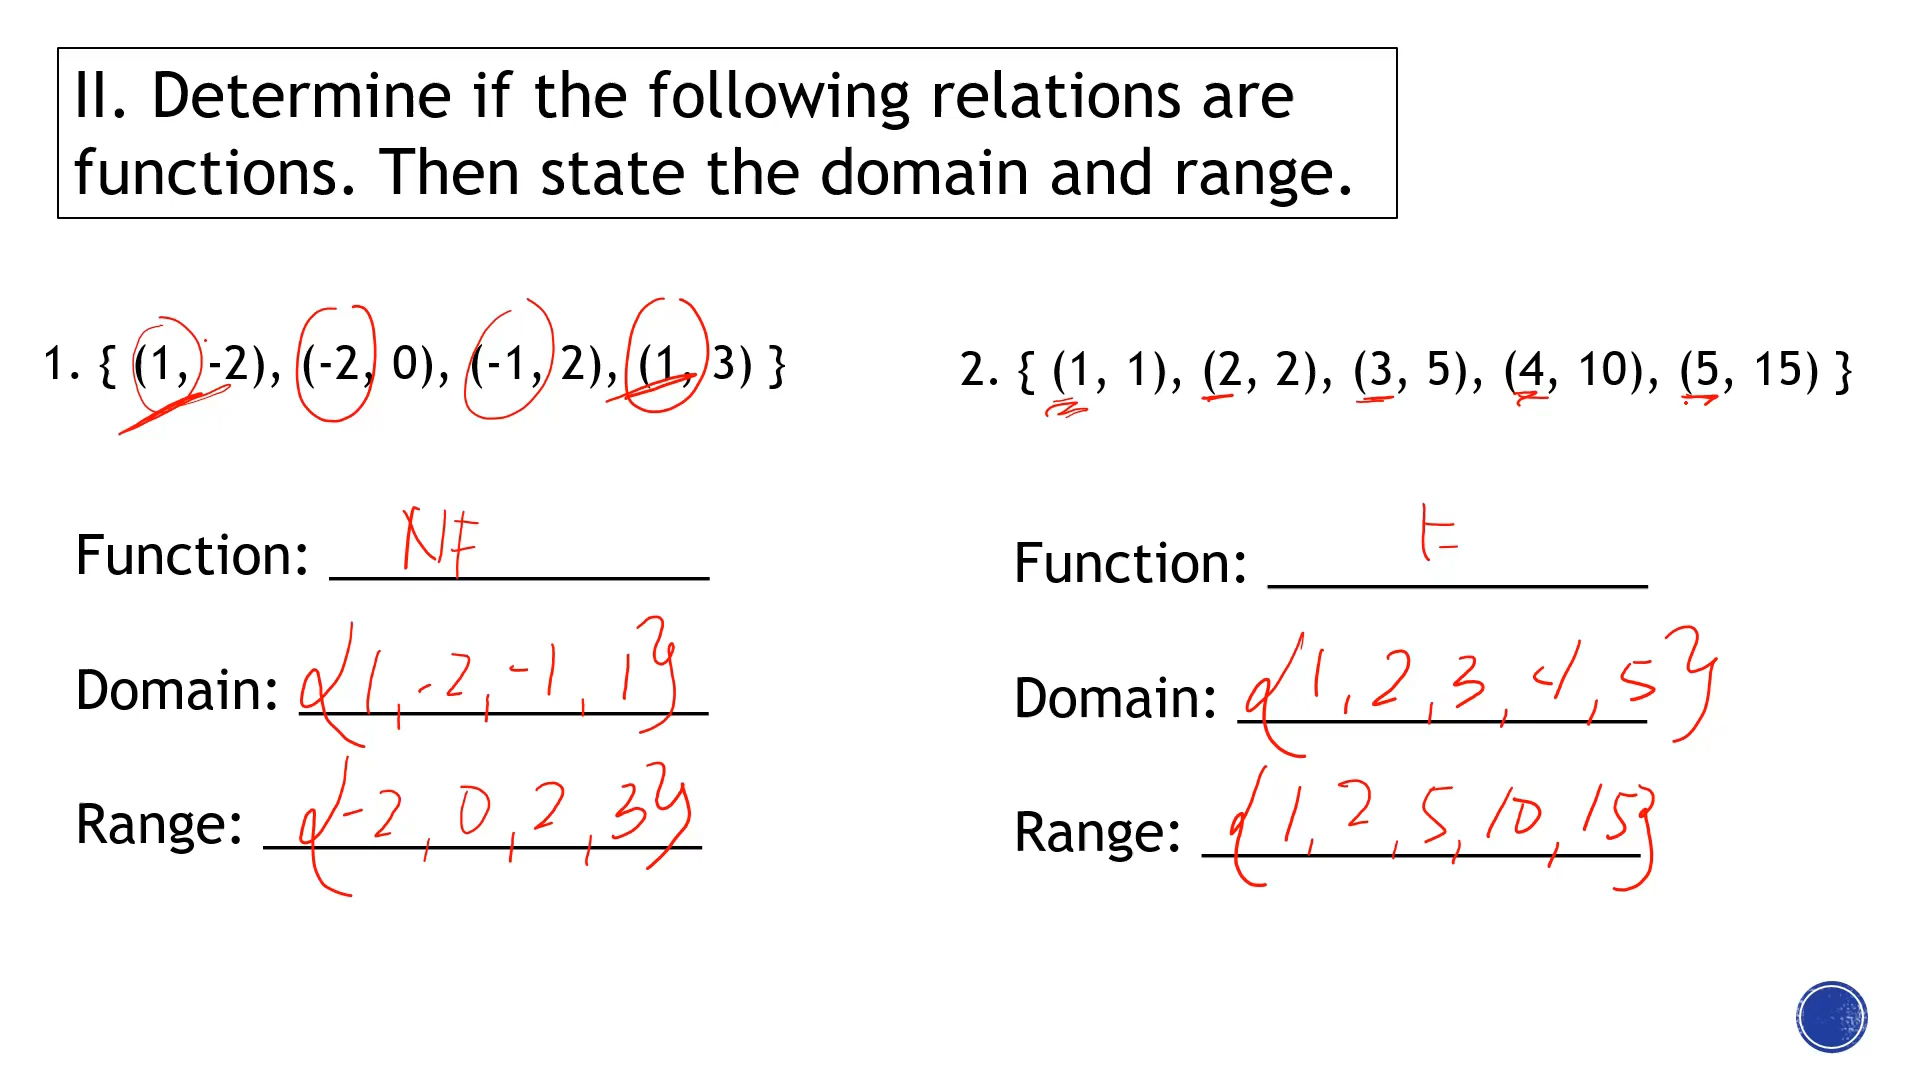 II. Determine if the following relations are
functions. Then state the domain and range.
1. { (1, -2), (-2, 0), (-1, 2), (1, 3) }
Function: NF
Domain: {1, -2, -1, 1}
Range: {-2, 0, 2, 3}
2. { (1, 1), (2, 2), (3, 5), (4, 10), (5, 15) }
Function: F
Domain: {1, 2, 3, 4, 5}
Range: {1, 2, 5, 10, 15}